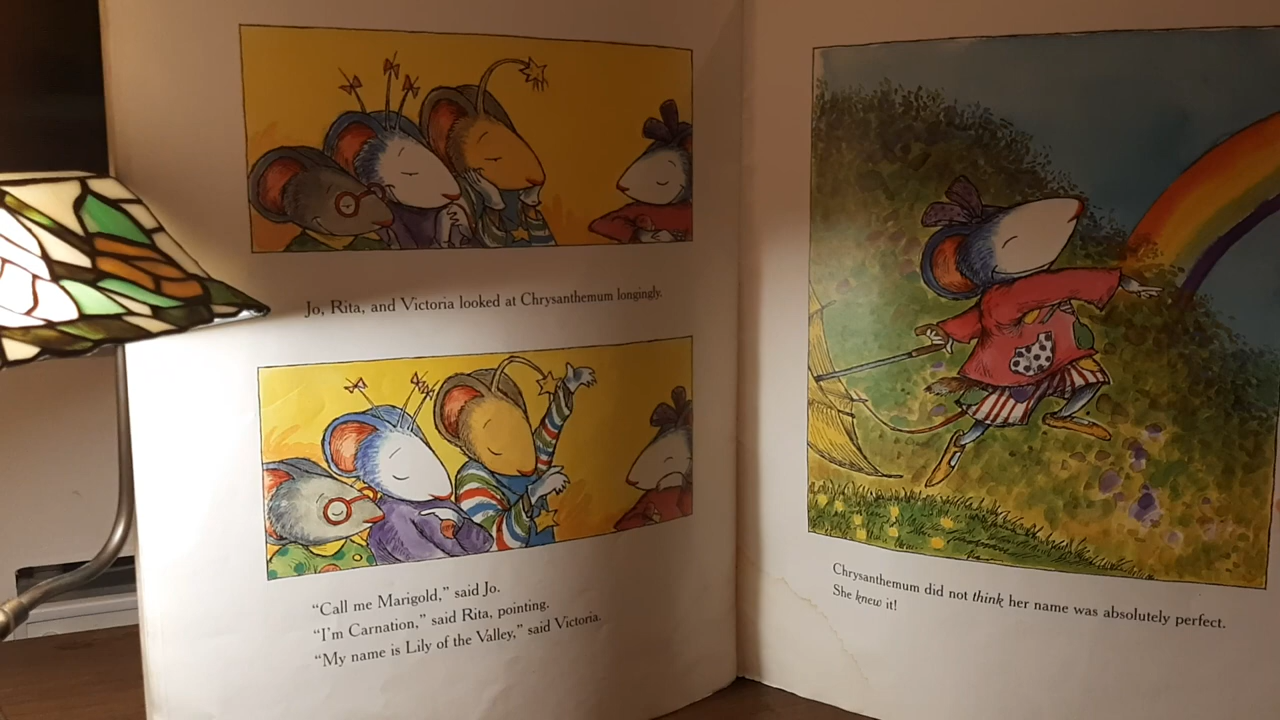 Jo, Rita, and Victoria looked at Chrysanthemum longingly.
“Call me Marigold,” said Jo.
“I’m Carnation,” said Rita, pointing.
“My name is Lily of the Valley,” said Victoria.
Chrysanthemum did not think her name was absolutely perfect.
She knew it!